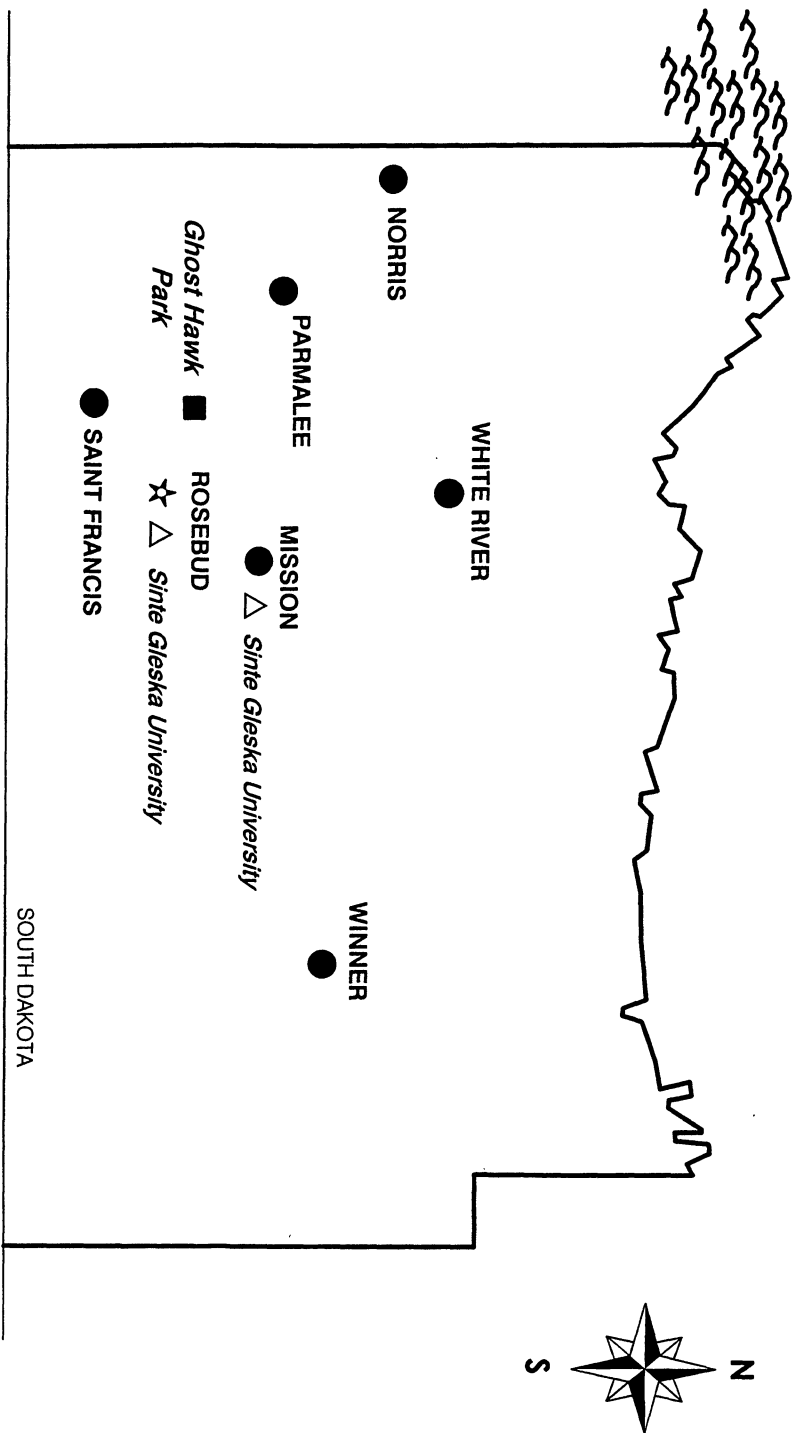 N
S
WHITE RIVER
NORRIS
WINNER
PARMALEE
MISSION
Sinte Gleska University
Ghost Hawk
Park
ROSEBUD
Sinte Gleska University
SAINT FRANCIS
SOUTH DAKOTA